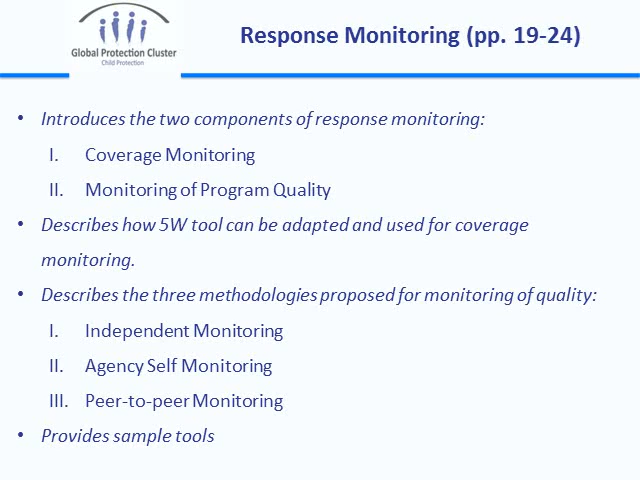 Global Protection Cluster
Child Protection
Response Monitoring (pp. 19-24)
• Introduces the two components of response monitoring:
I. Coverage Monitoring
II. Monitoring of Program Quality
• Describes how 5W tool can be adapted and used for coverage
monitoring.
• Describes the three methodologies proposed for monitoring of quality:
I. Independent Monitoring
II. Agency Self Monitoring
III. Peer-to-peer Monitoring
• Provides sample tools